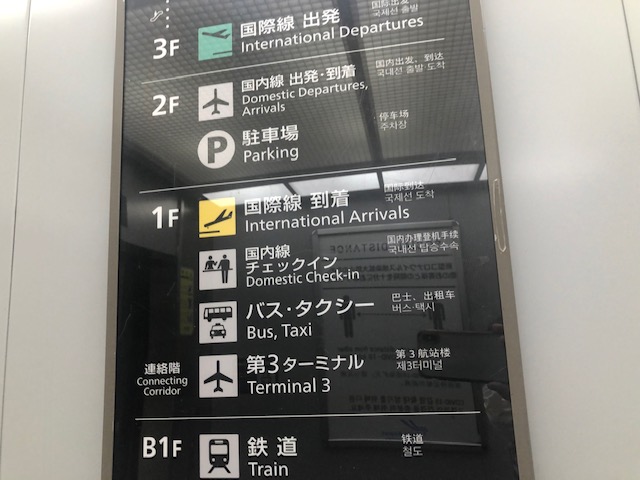 3F
国際線 出発
International Departures
国际出发
국제선 출발
2F
国内線 出発·到着
Domestic Departures,
Arrivals
国内出发、到达
국내선 출발·도착
P
駐車場
Parking
停车场
주차장
1F
国際線 到着
International Arrivals
国际到达
국제선 도착
国内線
チェックイン
Domestic Check-in
国内办理登机手续
국내선 탑승수속
バス·タクシー
Bus, Taxi
巴士、出租车
버스·택시
連絡階
Connecting
Corridor
第3ターミナル
Terminal 3
第 3 航站楼
제3터미널
B1F
鉄道
Train
铁道
철도